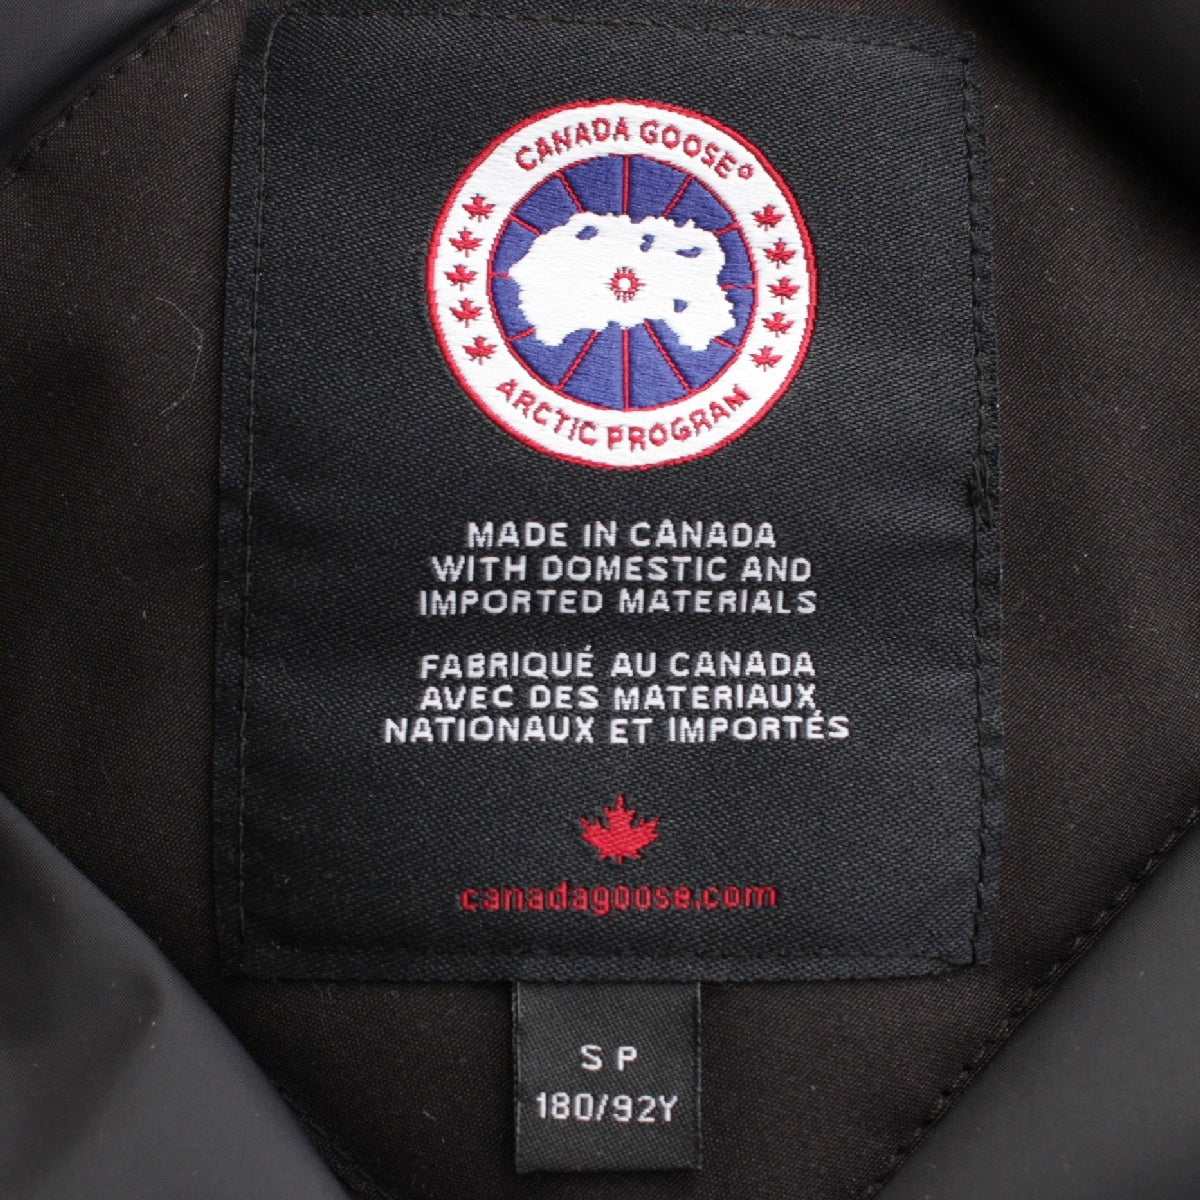 CANADA GOOSE
ARCTIC PROGRAM
MADE IN CANADA
WITH DOMESTIC AND
IMPORTED MATERIALS
FABRIQUÉ AU CANADA
AVEC DES MATERIAUX
NATIONAUX ET IMPORTÉS
canadagoose.com
S P
180/92Y